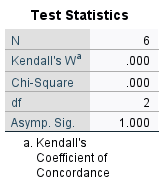 Test Statistics
N 6
Kendall's Wa .000
Chi-Square .000
df 2
Asymp. Sig. 1.000
a. Kendall's
Coefficient of
Concordance